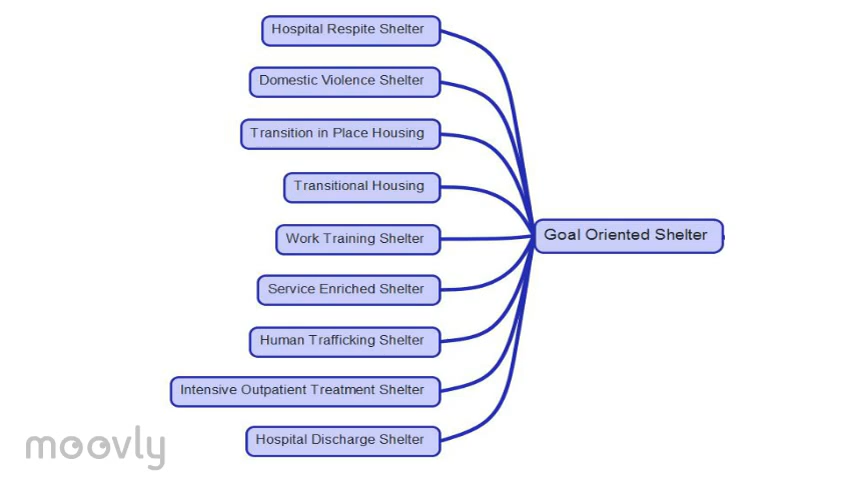 Hospital Respite Shelter
Domestic Violence Shelter
Transition in Place Housing
Transitional Housing
Work Training Shelter
Goal Oriented Shelter
Service Enriched Shelter
Human Trafficking Shelter
Intensive Outpatient Treatment Shelter
Hospital Discharge Shelter
moovly